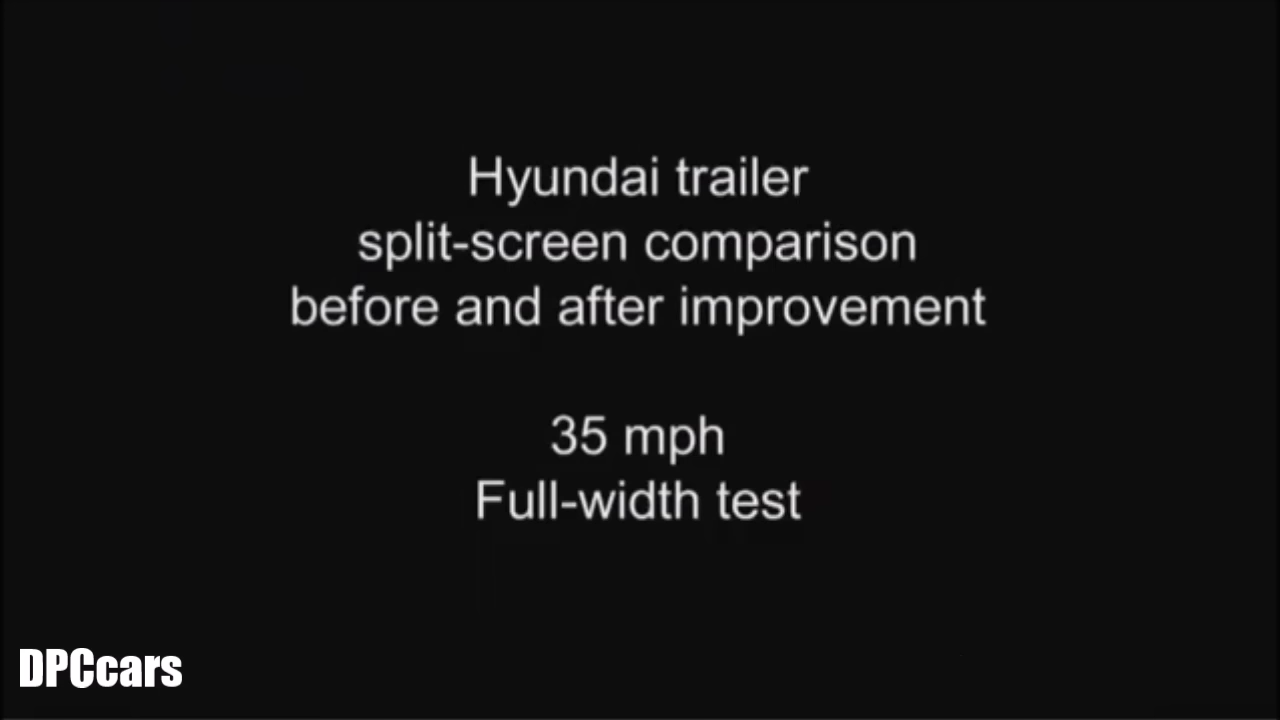 Hyundai trailer
split-screen comparison
before and after improvement
35 mph
Full-width test
DPCcars